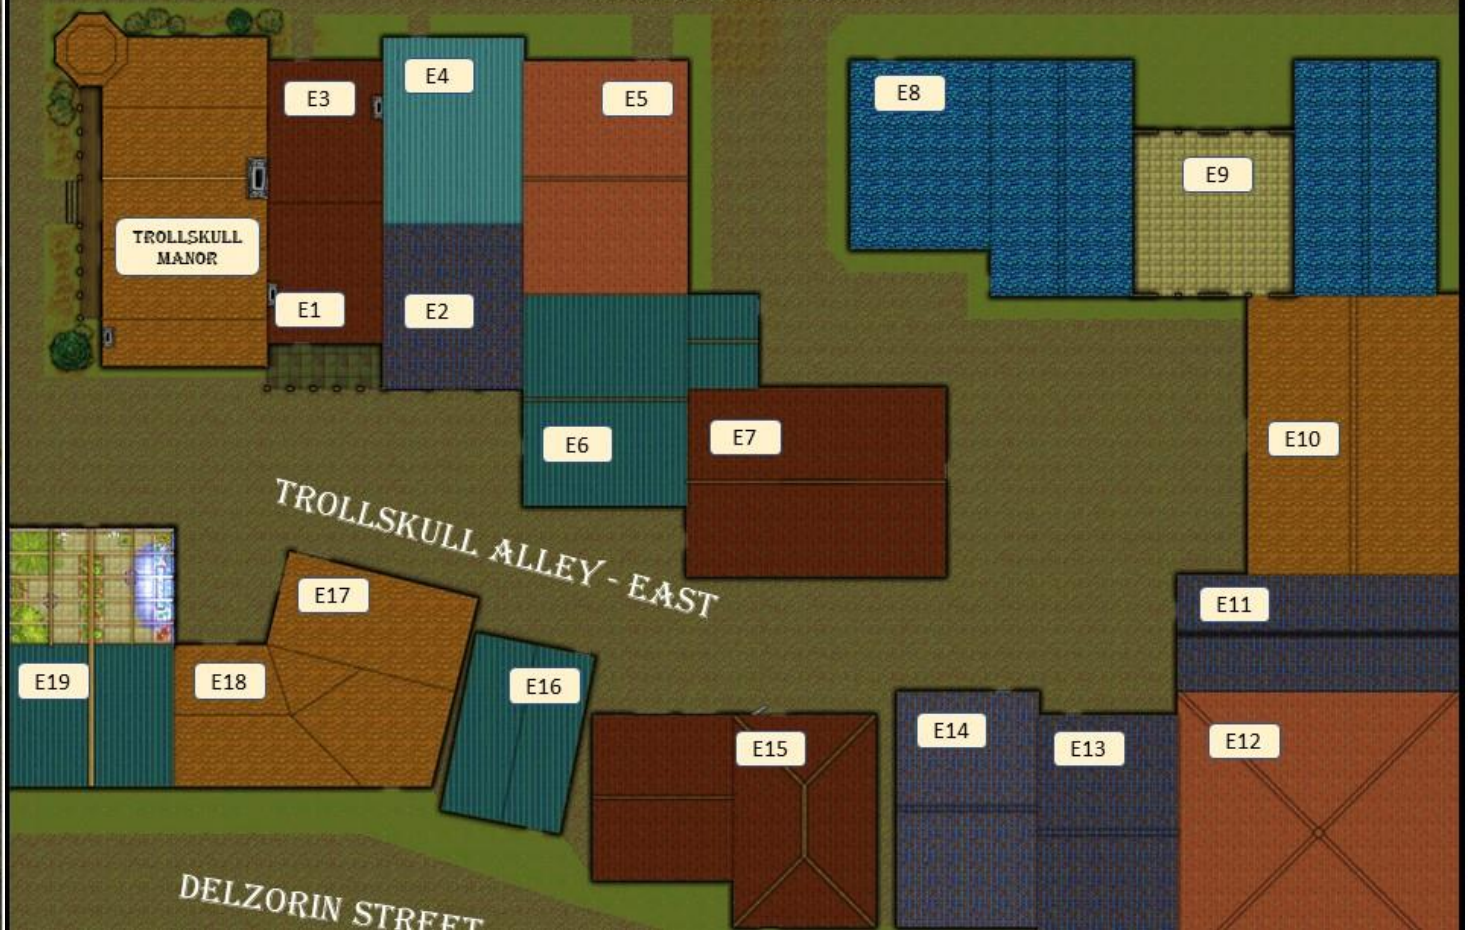 E4
E3
E5
E8
E9
TROLLSKULL
MANOR
E1
E2
E6
E7
E10
TROLLSKULL ALLEY - EAST
E17
E11
E19
E18
E16
E14
E15
E13
E12
DELZORIN STREET